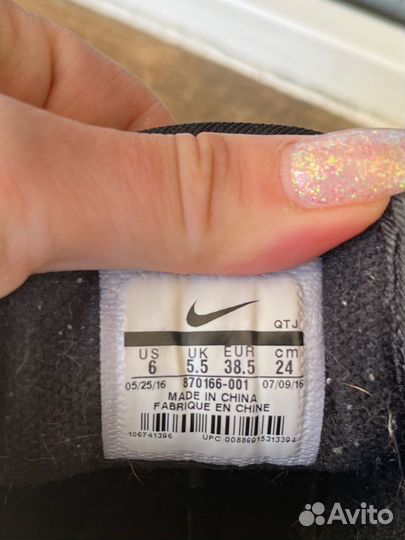 QTJ
US UK EUR cm
6 5.5 38.5 24
05/25/16 870166-001 07/09/16
MADE IN CHINA
FABRIQUE EN CHINE
106741396 UPC 00886915313394
Avito